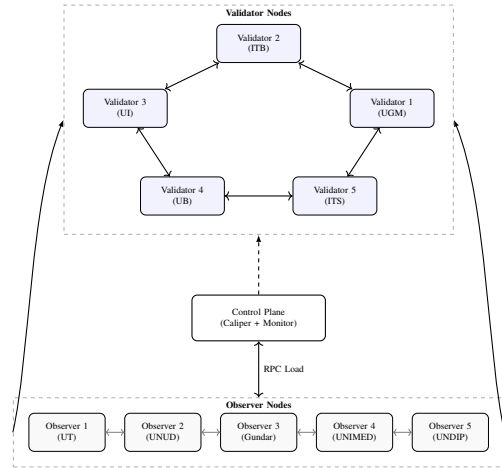 Validator Nodes
Validator 2
(ITB)
Validator 3
(UI)
Validator 1
(UGM)
Validator 4
(UB)
Validator 5
(ITS)
Control Plane
(Caliper + Monitor)
RPC Load
Observer Nodes
Observer 1
(UT)
Observer 2
(UNUD)
Observer 3
(Gundar)
Observer 4
(UNIMED)
Observer 5
(UNDIP)